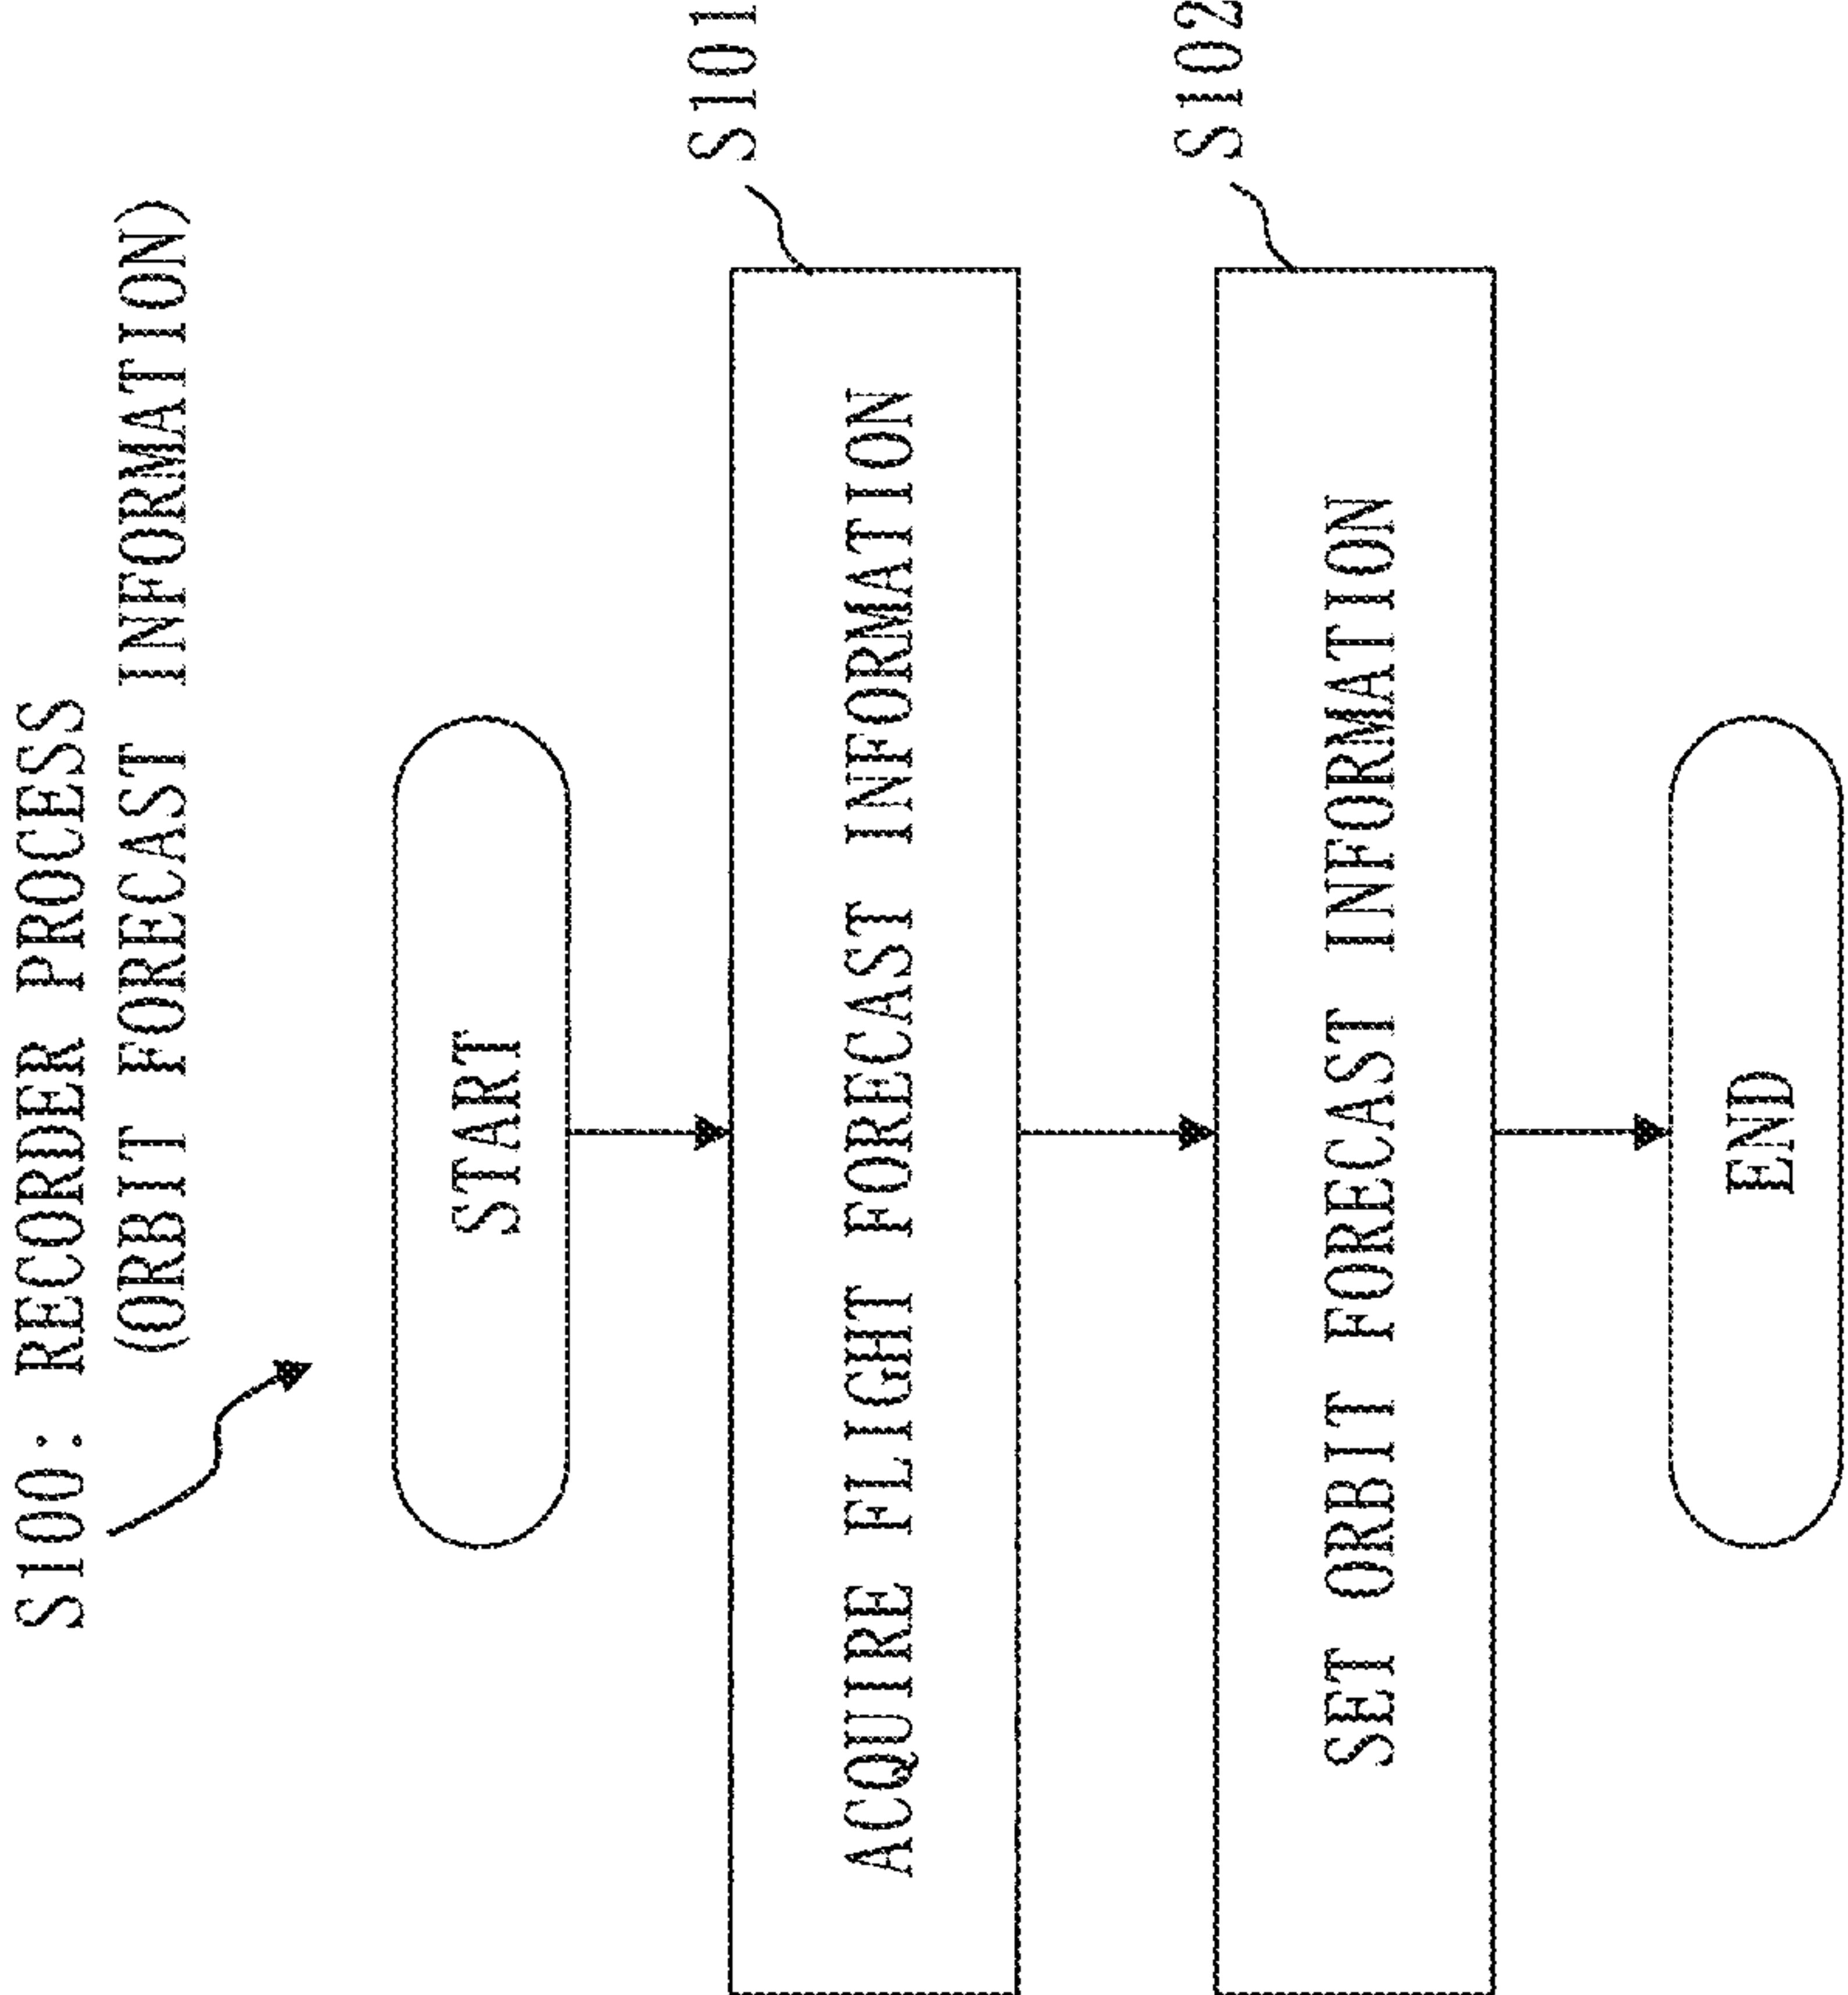 S100: RECORDER PROCESS
(ORBIT FORECAST INFORMATION)
START
S101
ACQUIRE FLIGHT FORECAST INFORMATION
S102
SET ORBIT FORECAST INFORMATION
END